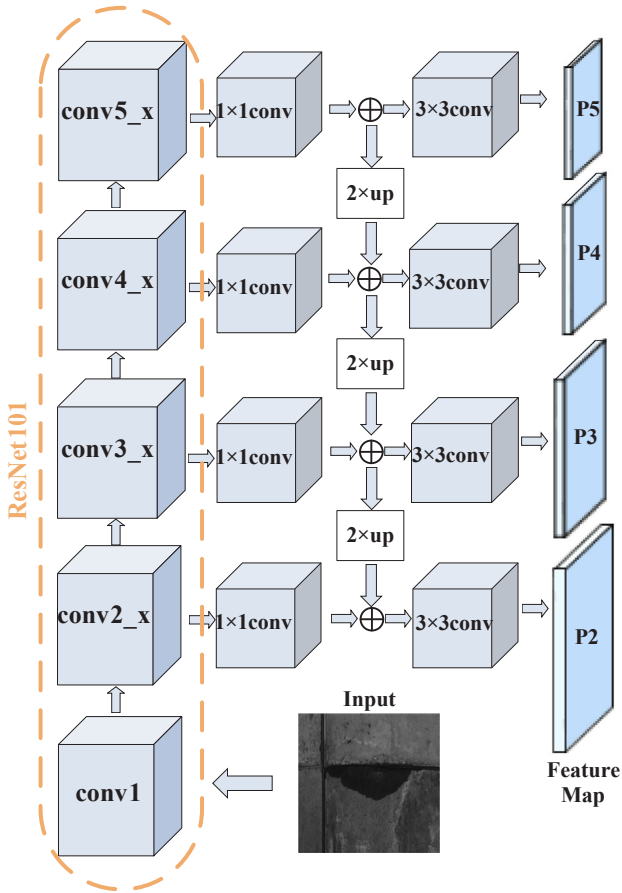 conv5_x
1×1conv
3×3conv
P5
2×up
conv4_x
1×1conv
3×3conv
P4
2×up
ResNet101
conv3_x
1×1conv
3×3conv
P3
2×up
conv2_x
1×1conv
3×3conv
P2
Input
conv1
Feature
Map